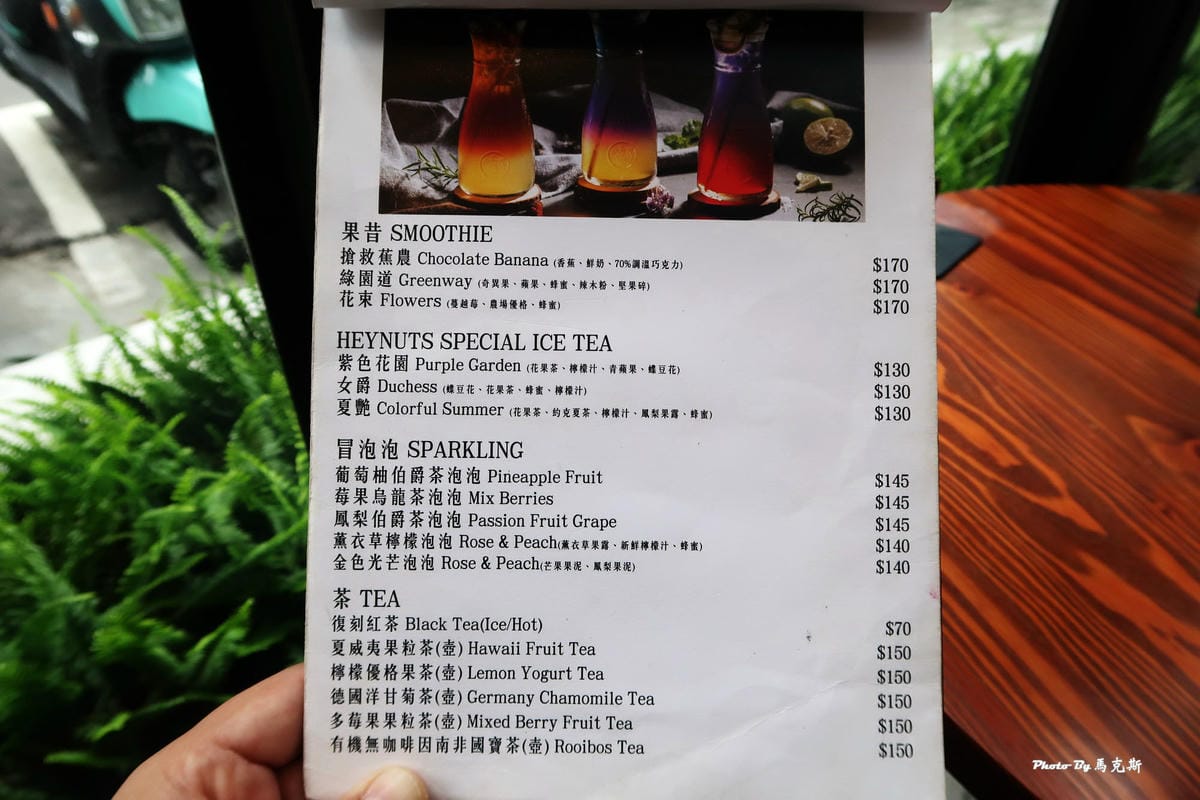 果昔 SMOOTHIE
搶救蕉農 Chocolate Banana (香蕉、鮮奶、70%調溫巧克力) $170
綠園道 Greenway (奇異果、蘋果、蜂蜜、辣木粉、堅果碎) $170
花束 Flowers (蔓越莓、農場優格、蜂蜜) $170
HEYNUTS SPECIAL ICE TEA
紫色花園 Purple Garden (花果茶、檸檬汁、青蘋果、蝶豆花) $130
女爵 Duchess (蝶豆花、花果茶、蜂蜜、檸檬汁) $130
夏艷 Colorful Summer (花果茶、約克夏茶、檸檬汁、鳳梨果露、蜂蜜) $130
冒泡泡 SPARKLING
葡萄柚伯爵茶泡泡 Pineapple Fruit $145
莓果烏龍茶泡泡 Mix Berries $145
鳳梨伯爵茶泡泡 Passion Fruit Grape $145
薰衣草檸檬泡泡 Rose & Peach(薰衣草果露、新鮮檸檬汁、蜂蜜) $140
金色光芒泡泡 Rose & Peach(芒果果泥、鳳梨果泥) $140
茶 TEA
復刻紅茶 Black Tea(Ice/Hot) $70
夏威夷果粒茶(壺) Hawaii Fruit Tea $150
檸檬優格果茶(壺) Lemon Yogurt Tea $150
德國洋甘菊茶(壺) Germany Chamomile Tea $150
多莓果果粒茶(壺) Mixed Berry Fruit Tea $150
有機無咖啡因南非國寶茶(壺) Rooibos Tea $150
Photo By 馬克斯